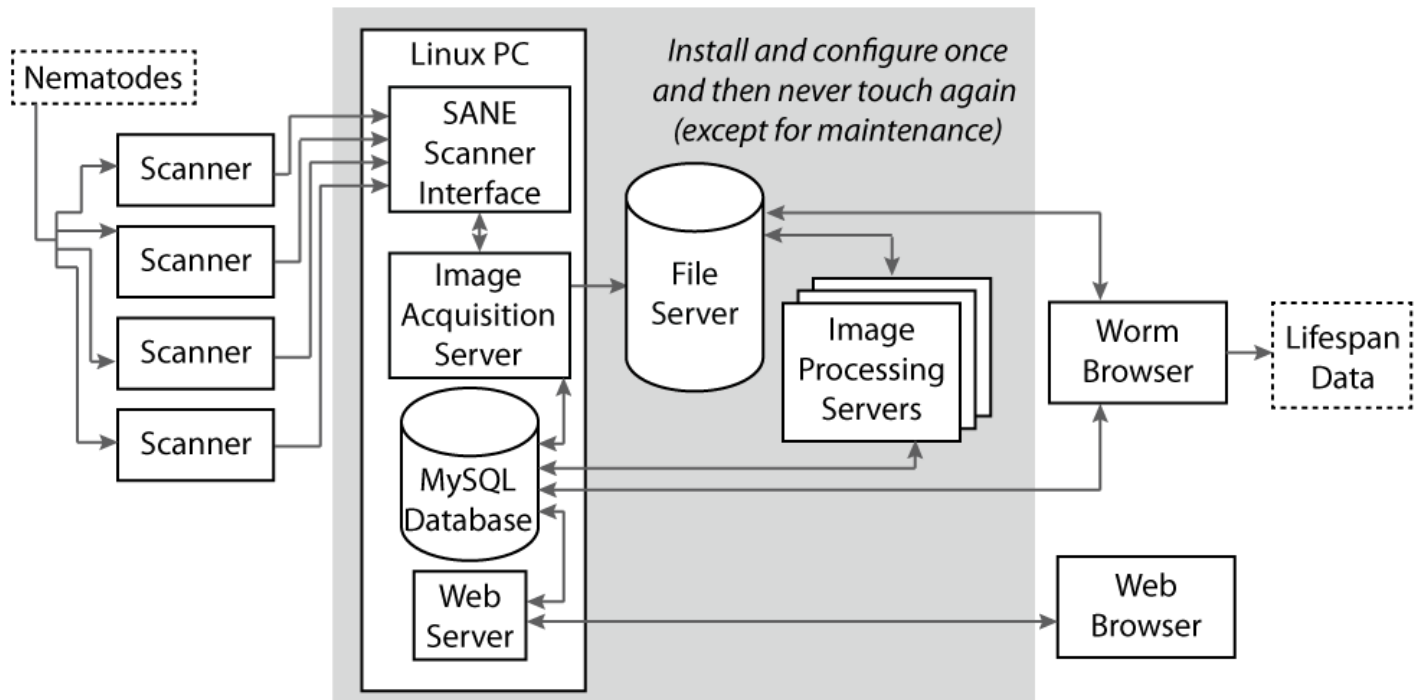 Nematodes
Scanner
Scanner
Scanner
Scanner
Linux PC
SANE
Scanner
Interface
Image
Acquisition
Server
MySQL
Database
Web
Server
Install and configure once
and then never touch again
(except for maintenance)
File
Server
Image
Processing
Servers
Worm
Browser
Lifespan
Data
Web
Browser